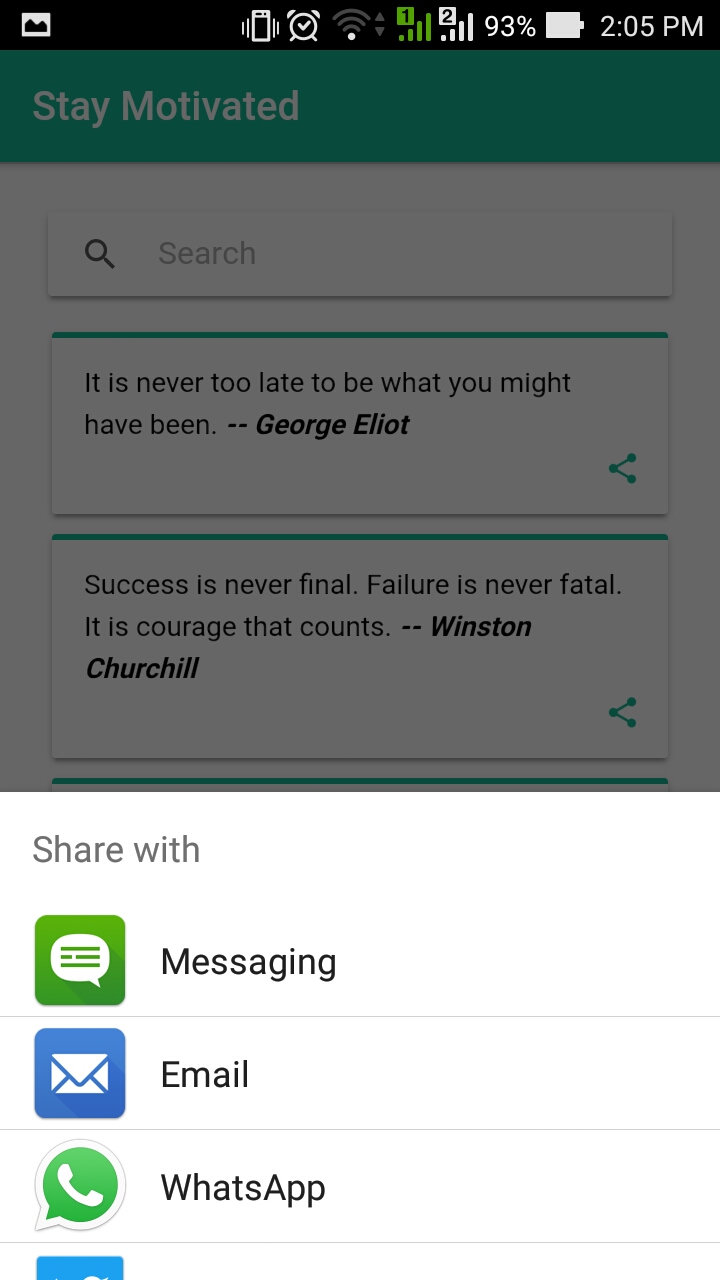 1 2 93% 2:05 PM
Stay Motivated
Search
It is never too late to be what you might
have been. -- George Eliot
Success is never final. Failure is never fatal.
It is courage that counts. -- Winston
Churchill
Share with
Messaging
Email
WhatsApp